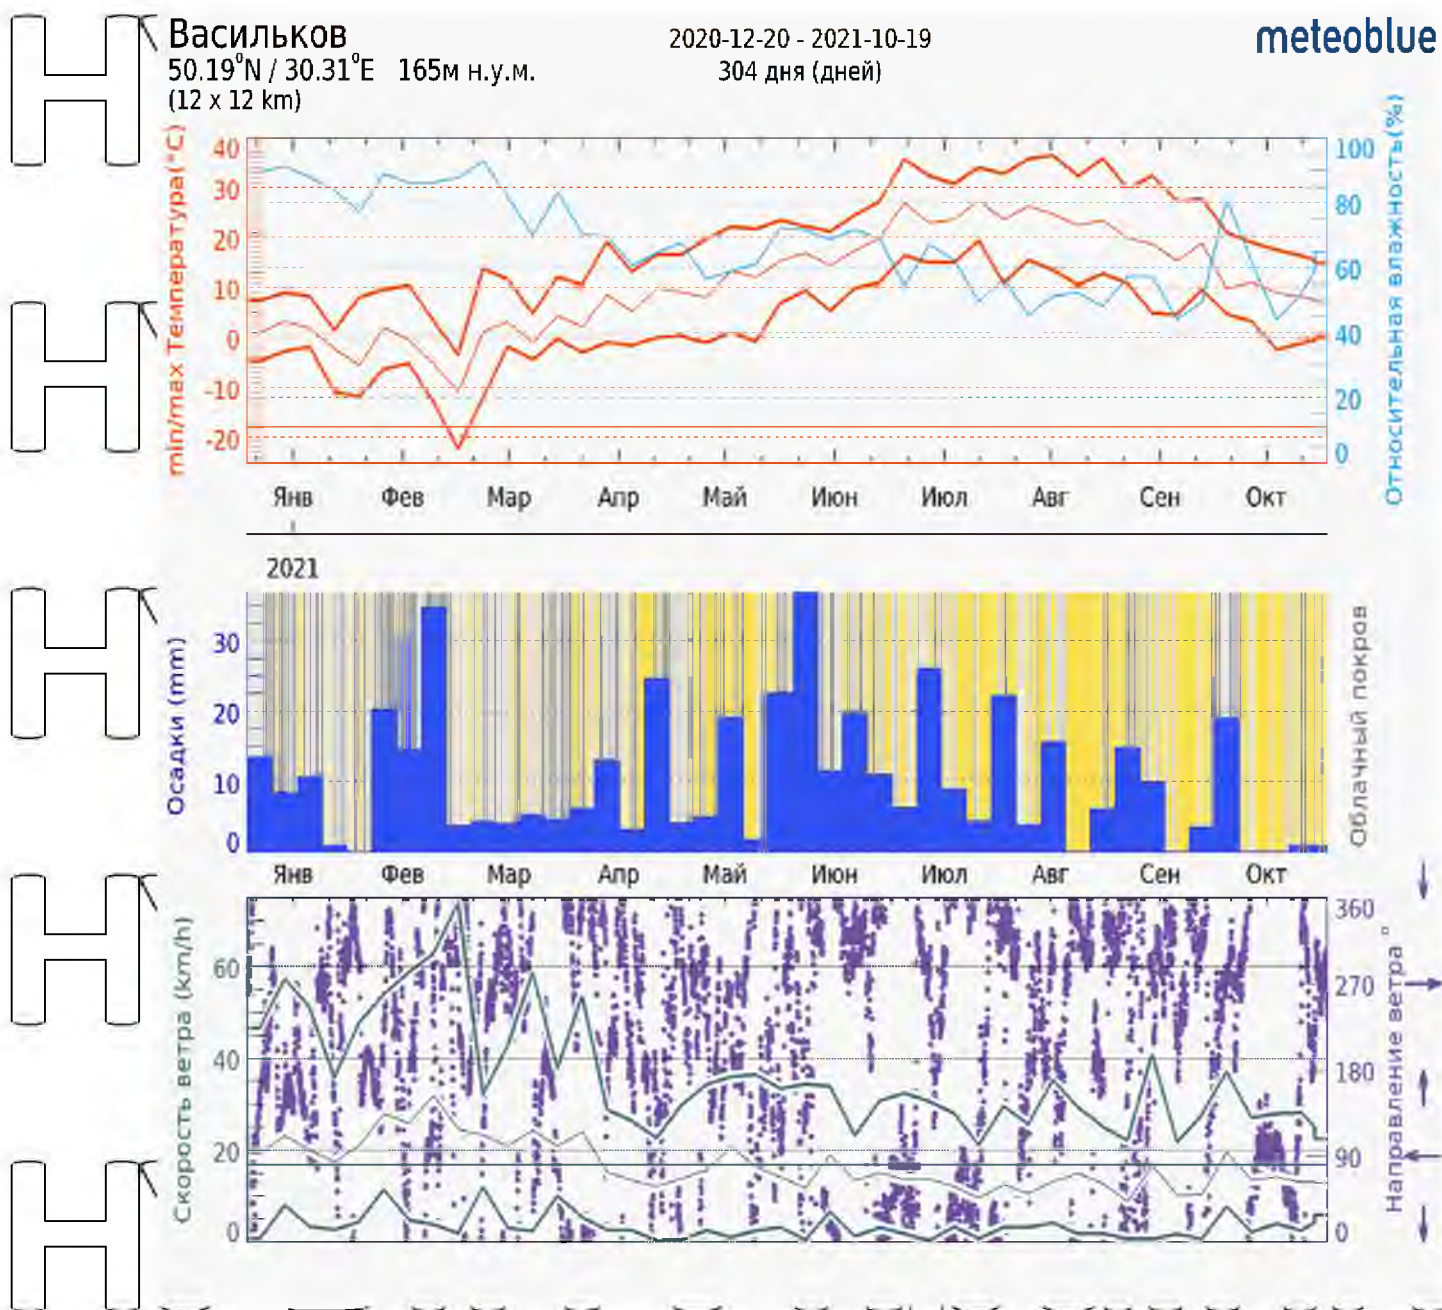 Васильков
50.19°N / 30.31°E 165м н.у.м.
(12 x 12 km)
2020-12-20 - 2021-10-19
304 дня (дней)
meteoblue
min/max Температура(°C)
40
30
20
10
0
-10
-20
100
80
60
40
20
0
Относительная влажность(%)
Янв Фев Мар Апр Май Июн Июл Авг Сен Окт
2021
Осадки (mm)
30
20
10
0
Облачный покров
Янв Фев Мар Апр Май Июн Июл Авг Сен Окт
Скорость ветра (km/h)
60
40
20
0
360
270
180
90
0
Направление ветра °